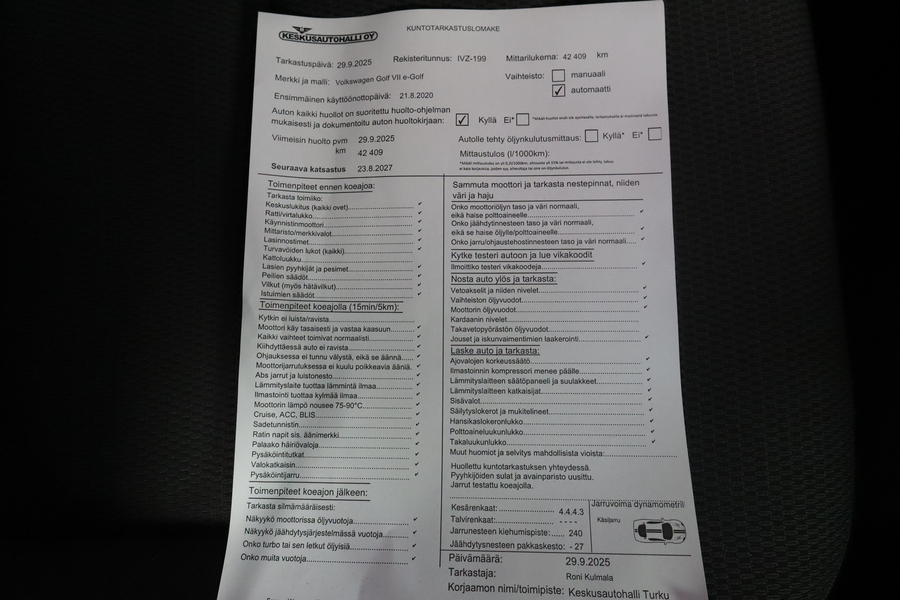 KESKUSAUTOHALLI OY
KUNTOTARKASTUSLOMAKE
Tarkastuspäivä: 29.9.2025 Rekisteritunnus: IVZ-199 Mittarilukema: 42 409 km
Merkki ja malli: Volkswagen Golf VII e-Golf Vaihteisto: manuaali
automaatti
Ensimmäinen käyttöönottopäivä: 21.8.2020
Auton kaikki huollot on suoritettu huolto-ohjelman
mukaisesti ja dokumentoitu auton huoltokirjaan: Kyllä Ei*
Viimeisin huolto pvm 29.9.2025
km 42 409
Autolle tehty öljynkulutusmittaus: Kyllä* Ei
Mittaustulos (l/1000km):
Seuraava katsastus 23.8.2027
Toimenpiteet ennen koeajoa:
Tarkasta toimiiko:
Keskuslukitus (kaikki ovet)
Ratti/virtalukko
Käynnistinmoottori
Mittaristo/merkkivalot
Lasinnostimet
Turvavöiden lukot (kaikki)
Kattoluukku
Lasien pyyhkijät ja pesimet
Peilien säädöt
Vilkut (myös hätävilkut)
Istuimien säädöt
Toimenpiteet koeajolla (15min/5km):
Kytkin ei luista/ravista
Moottori käy tasaisesti ja vastaa kaasuun
Kaikki vaihteet toimivat normaalisti
Kiihdyttäessä auto ei ravista
Ohjauksessa ei tunnu välystä, eikä se äännä
Moottorijarrutuksessa ei kuulu poikkeavia ääniä.
Abs jarrut ja luistonesto
Lämmityslaite tuottaa lämmintä ilmaa
Ilmastointi tuottaa kylmää ilmaa
Moottorin lämpö nousee 75-90°C
Cruise, ACC, BLIS
Sadetunnistin
Ratin napit sis. äänimerkki
Palaako häiriövaloja
Pysäköintitutkat
Valokatkaisin
Pysäköintijarru
Toimenpiteet koeajon jälkeen:
Tarkasta silmämääräisesti:
Näkyykö moottorissa öljyvuotoja
Näkyykö jäähdytysjärjestelmässä vuotoja
Onko turbo tai sen letkut öljyisiä
Onko muita vuotoja
Sammuta moottori ja tarkasta nestepinnat, niiden
väri ja haju
Onko moottoriöljyn taso ja väri normaali,
eikä haise polttoaineelle
Onko jäähdytinnesteen taso ja väri normaali,
eikä se haise öljylle/polttoaineelle
Onko jarru/ohjaustehostinnesteen taso ja väri normaali
Kytke testeri autoon ja lue vikakoodit
Ilmoittiko testeri vikakoodeja
Nosta auto ylös ja tarkasta:
Vetoakselit ja niiden nivelet
Vaihteiston öljyvuodot
Moottorin öljyvuodot
Kardaanin nivelet
Takavetopyörästön öljyvuodot
Jouset ja iskunvaimentimien laakerointi
Laske auto ja tarkasta:
Ajovalojen korkeussäätö
Ilmastoinnin kompressori menee päälle
Lämmityslaitteen säätöpaneeli ja suulakkeet
Lämmityslaitteen katkaisijat
Sisävalot
Säilytyslokerot ja mukitelineet
Hansikaslokeronlukko
Polttoaineluukunlukko
Takaluukunlukko
Muut huomiot ja selvitys mahdollisista vioista:
Huollettu kuntotarkastuksen yhteydessä.
Pyyhkijöiden sulat ja avainparisto uusittu.
Jarrut testattu koeajolla.
Kesärenkaat: 4.4.4.3
Talvirenkaat: - - - -
Jarrunesteen kiehumispiste: 240
Jäähdytysnesteen pakkaskesto: - 27
Jarruvoima dynamometrill
Käsijarru
Päivämäärä: 29.9.2025
Tarkastaja: Roni Kulmala
Korjaamon nimi/toimipiste: Keskusautohalli Turku